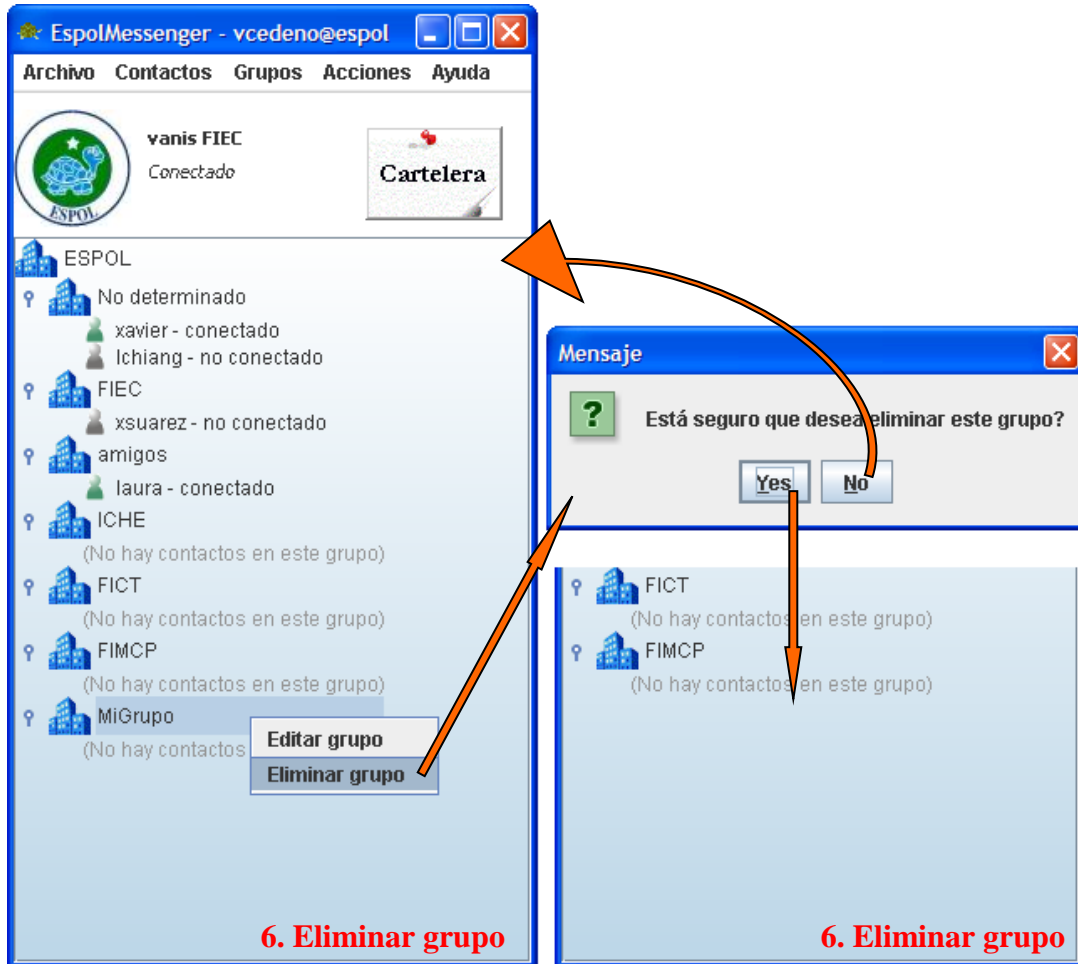 EspolMessenger - vcedeno@espol
Archivo Contactos Grupos Acciones Ayuda
vanis FIEC
Conectado
Cartelera
ESPOL
ESPOL
No determinado
xavier - conectado
lchiang - no conectado
FIEC
xsuarez - no conectado
amigos
laura - conectado
ICHE
(No hay contactos en este grupo)
FICT
(No hay contactos en este grupo)
FIMCP
(No hay contactos en este grupo)
MiGrupo
(No hay contactos
Editar grupo
Eliminar grupo
6. Eliminar grupo
Mensaje
?
Está seguro que desea eliminar este grupo?
Yes No
FICT
(No hay contactos en este grupo)
FIMCP
(No hay contactos en este grupo)
6. Eliminar grupo